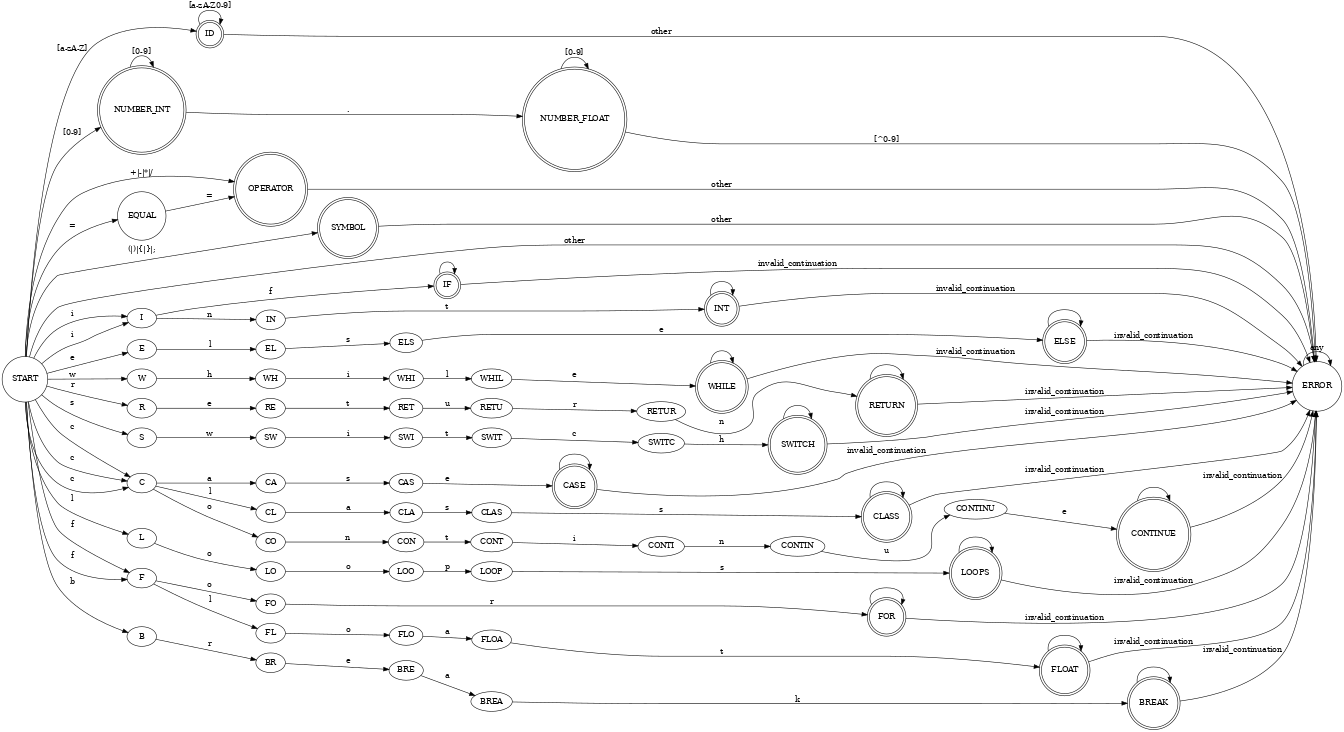 [a-zA-Z0-9]
ID
other
[a-zA-Z]
[0-9]
[0-9]
NUMBER_INT
.
NUMBER_FLOAT
[0-9]
[^0-9]
+|-|*|/
OPERATOR
other
=
EQUAL
=
SYMBOL
other
(|)|{|}|;
other
f
IF
invalid_continuation
i
I
n
IN
t
INT
invalid_continuation
i
e
E
l
EL
s
ELS
e
ELSE
invalid_continuation
any
START
w
W
h
WH
i
WHI
l
WHIL
e
WHILE
invalid_continuation
ERROR
r
R
e
RE
t
RET
u
RETU
r
RETUR
n
RETURN
invalid_continuation
s
S
w
SW
i
SWI
t
SWIT
c
SWITC
h
SWITCH
invalid_continuation
c
c
c
C
a
CA
s
CAS
e
CASE
invalid_continuation
l
CL
a
CLA
s
CLAS
s
CLASS
invalid_continuation
o
CO
n
CON
t
CONT
i
CONTI
n
CONTIN
u
CONTINU
e
CONTINUE
invalid_continuation
l
L
o
LO
o
LOO
p
LOOP
s
LOOPS
invalid_continuation
f
f
F
o
FO
r
FOR
invalid_continuation
l
FL
o
FLO
a
FLOA
t
FLOAT
invalid_continuation
b
B
r
BR
e
BRE
a
BREA
k
BREAK
invalid_continuation